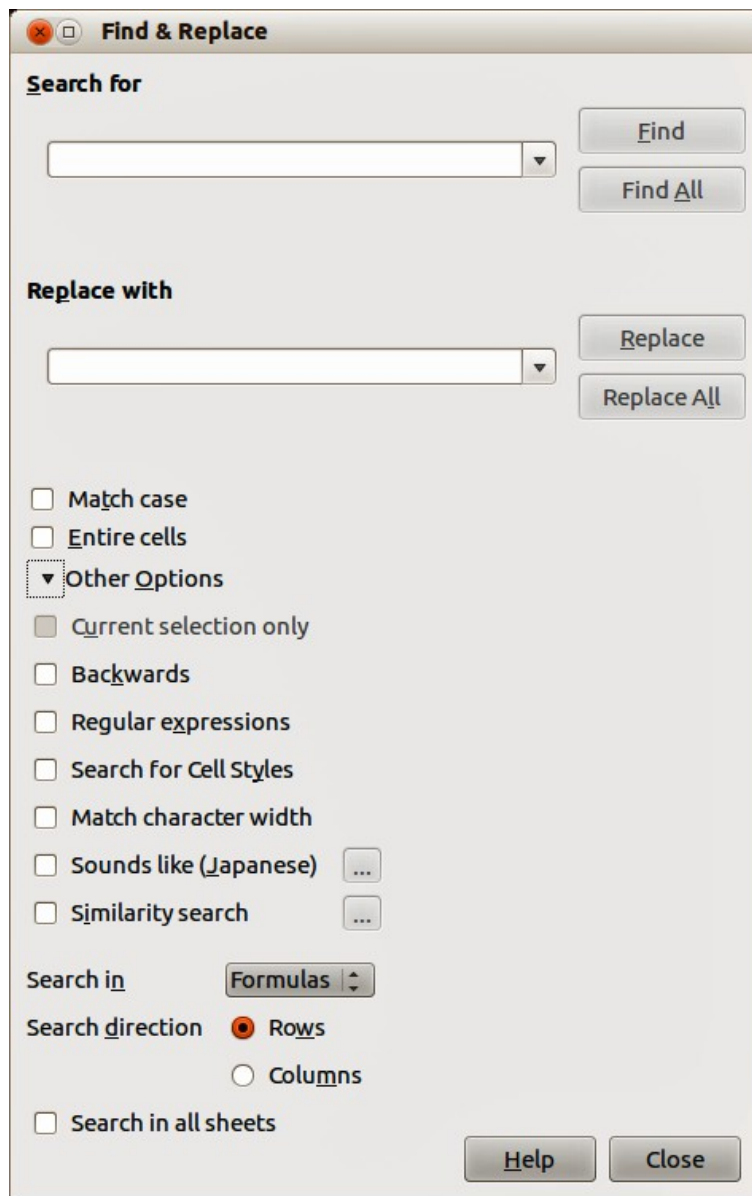 Find & Replace
Search for
Find
Find All
Replace with
Replace
Replace All
Match case
Entire cells
Other Options
Current selection only
Backwards
Regular expressions
Search for Cell Styles
Match character width
Sounds like (Japanese) ...
Similarity search ...
Search in Formulas
Search direction Rows
Columns
Search in all sheets
Help Close